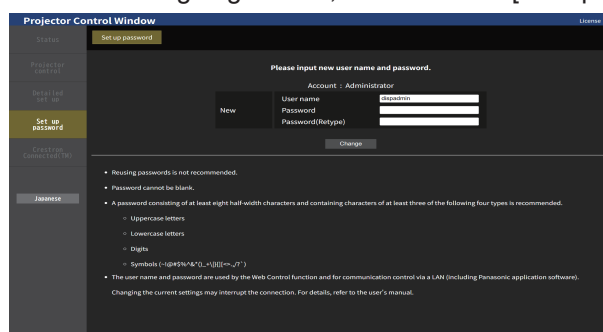 Projector Control Window
License
Status
Set up password
Projector
control
Detailed
set up
Set up
password
Crestron
Connected(TM)
Japanese
Please input new user name and password.
Account : Administrator
New
User name
dispadmin
Password
Password(Retype)
Change
• Reusing passwords is not recommended.
• Password cannot be blank.
• A password consisting of at least eight half-width characters and containing characters of at least three of the following four types is recommended.
○ Uppercase letters
○ Lowercase letters
○ Digits
○ Symbols (~!@#$%^&*()_+\|}{][<>.,/?`)
• The user name and password are used by the Web Control function and for communication control via a LAN (including Panasonic application software).
Changing the current settings may interrupt the connection. For details, refer to the user's manual.